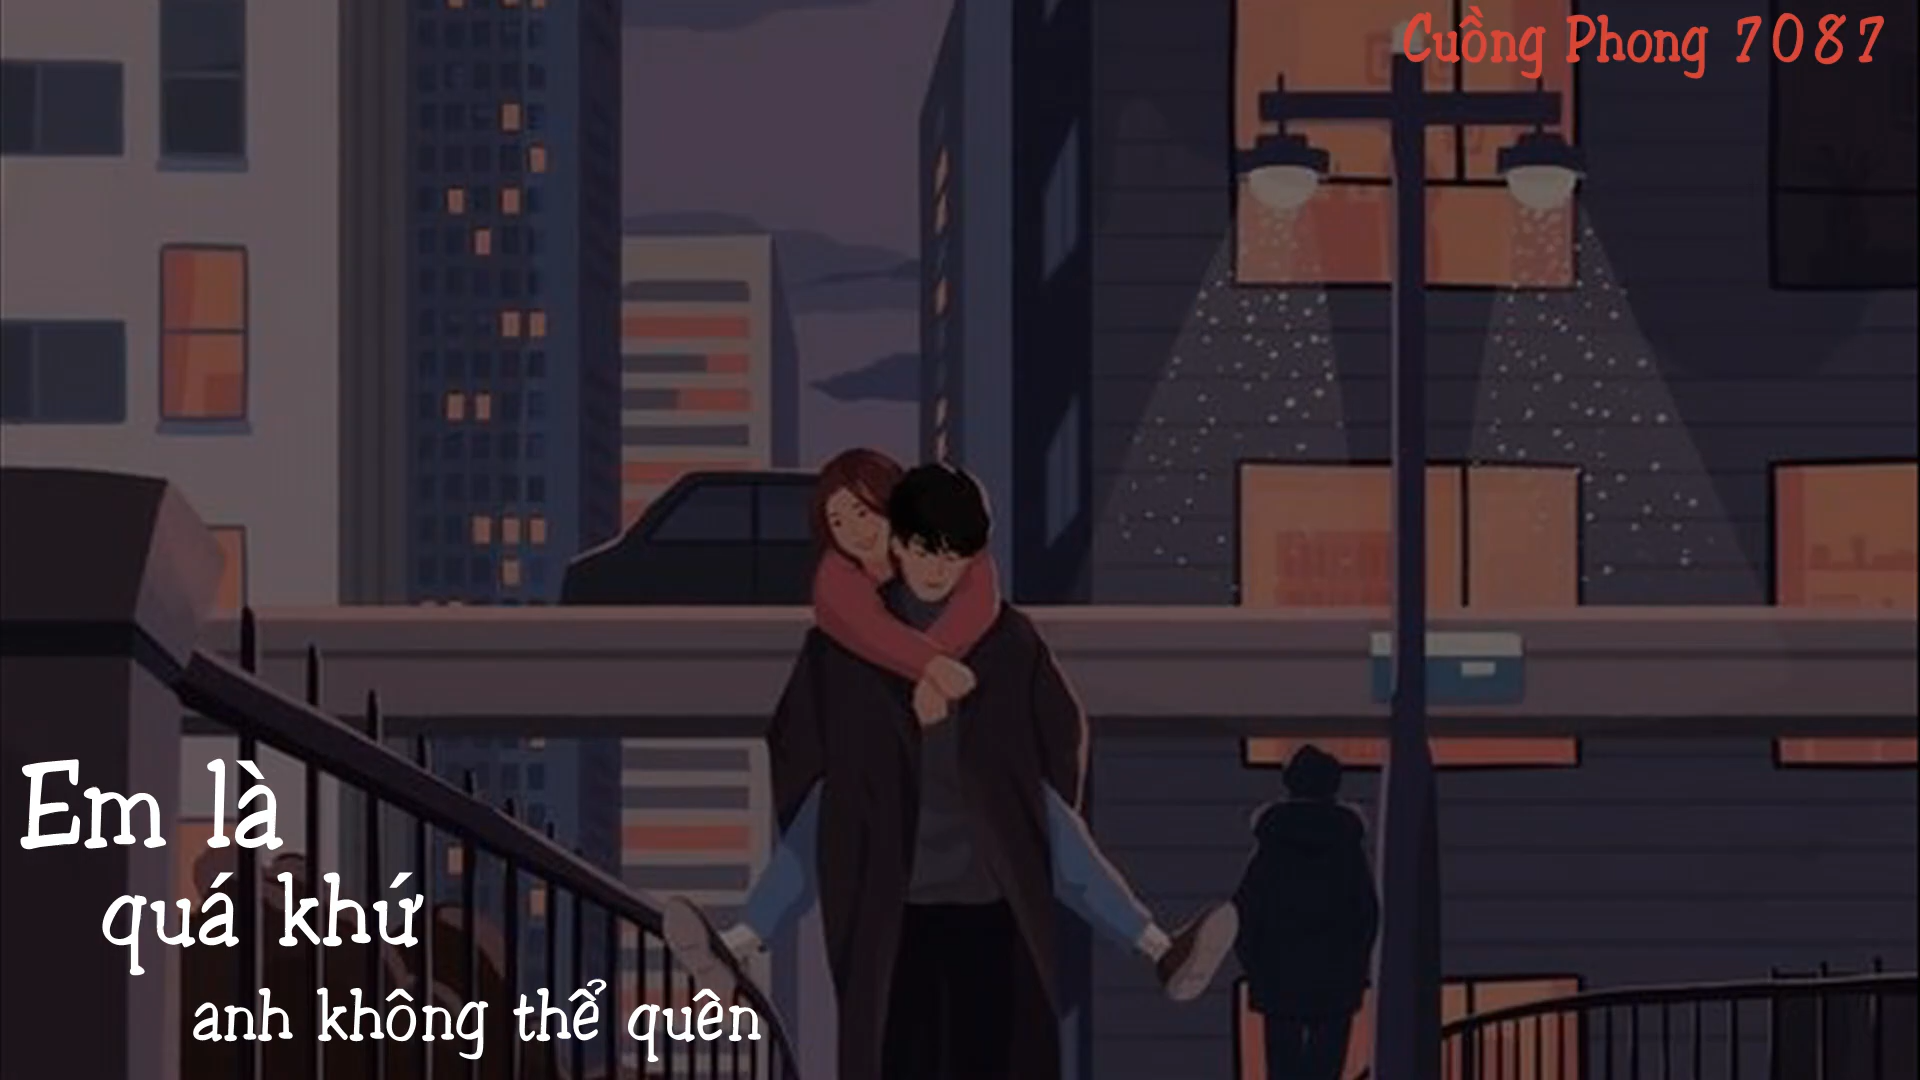 Cuồng Phong 7087
Em là
quá khứ
anh không thể quên